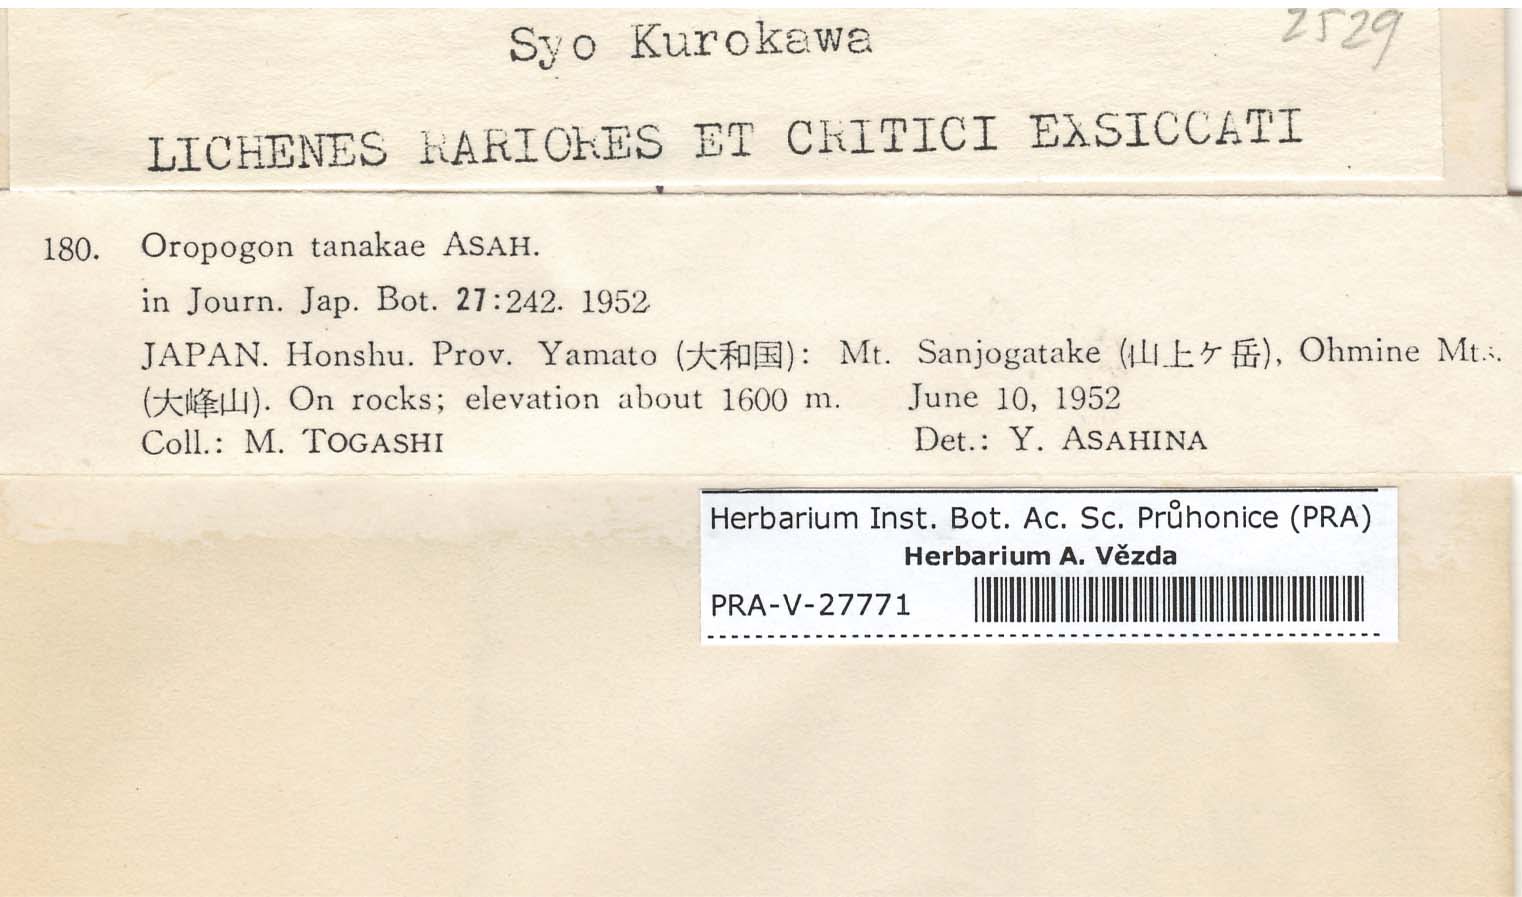 2529
Syo Kurokawa
LICHENES RARIORES ET CRITICI EXSICCATI
180. Oropogon tanakae ASAH.
in Journ. Jap. Bot. 27:242. 1952
JAPAN. Honshu. Prov. Yamato (大和国): Mt. Sanjogatake (山上ケ岳), Ohmine Mts.
(大峰山). On rocks; elevation about 1600 m. June 10, 1952
Coll.: M. TOGASHI Det.: Y. ASAHINA
Herbarium Inst. Bot. Ac. Sc. Průhonice (PRA)
Herbarium A. Vězda
PRA-V-27771